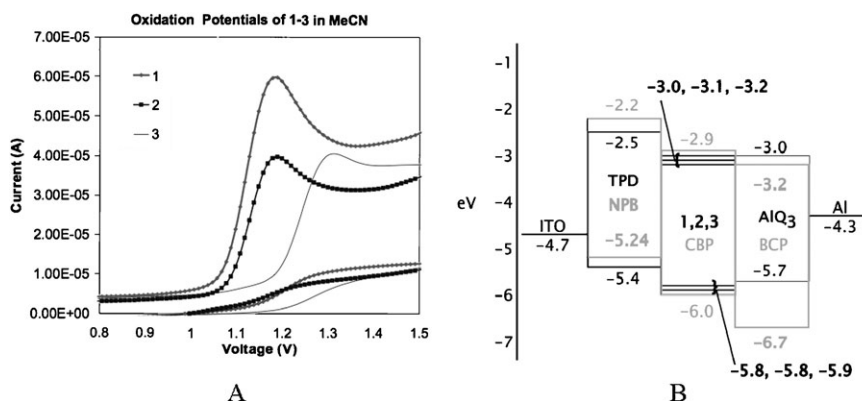 Oxidation Potentials of 1-3 in MeCN
7.00E-05
6.00E-05
5.00E-05
4.00E-05
3.00E-05
2.00E-05
1.00E-05
0.00E+00
Current (A)
1
2
3
0.8 0.9 1 1.1 1.2 1.3 1.4 1.5
Voltage (V)
A
-1
-2
-3
-4
-5
-6
-7
eV
ITO
-4.7
-2.2
-2.5
TPD
NPB
-5.24
-5.4
-3.0, -3.1, -3.2
-2.9
1,2,3
CBP
-6.0
-3.0
-3.2
AlQ3
BCP
-5.7
-6.7
Al
-4.3
-5.8, -5.8, -5.9
B